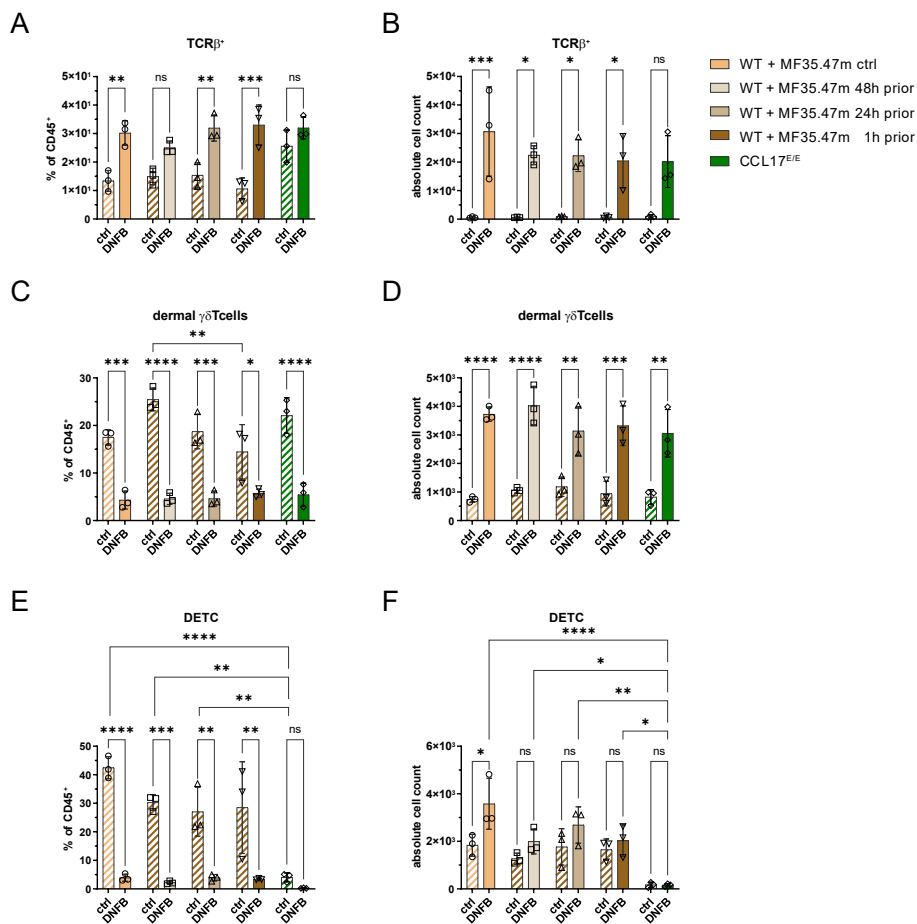 A
TCRβ+
** ns ** *** ns
% of CD45+
5×10¹
4×10¹
3×10¹
2×10¹
1×10¹
0
ctrl DNFB ctrl DNFB ctrl DNFB ctrl DNFB ctrl DNFB
B
TCRβ+
*** * * * ns
absolute cell count
5×10⁴
4×10⁴
3×10⁴
2×10⁴
1×10⁴
0
ctrl DNFB ctrl DNFB ctrl DNFB ctrl DNFB ctrl DNFB
WT + MF35.47m ctrl
WT + MF35.47m 48h prior
WT + MF35.47m 24h prior
WT + MF35.47m 1h prior
CCL17E/E
C
dermal γδTcells
**
*** **** *** * ****
% of CD45+
30
20
10
0
ctrl DNFB ctrl DNFB ctrl DNFB ctrl DNFB ctrl DNFB
D
dermal γδTcells
**** **** ** *** **
absolute cell count
5×10³
4×10³
3×10³
2×10³
1×10³
0
ctrl DNFB ctrl DNFB ctrl DNFB ctrl DNFB ctrl DNFB
E
DETC
****
**
**
**** *** ** ** ns
% of CD45+
50
40
30
20
10
0
ctrl DNFB ctrl DNFB ctrl DNFB ctrl DNFB ctrl DNFB
F
DETC
****
*
**
*
* ns ns ns ns
absolute cell count
6×10³
4×10³
2×10³
0
ctrl DNFB ctrl DNFB ctrl DNFB ctrl DNFB ctrl DNFB